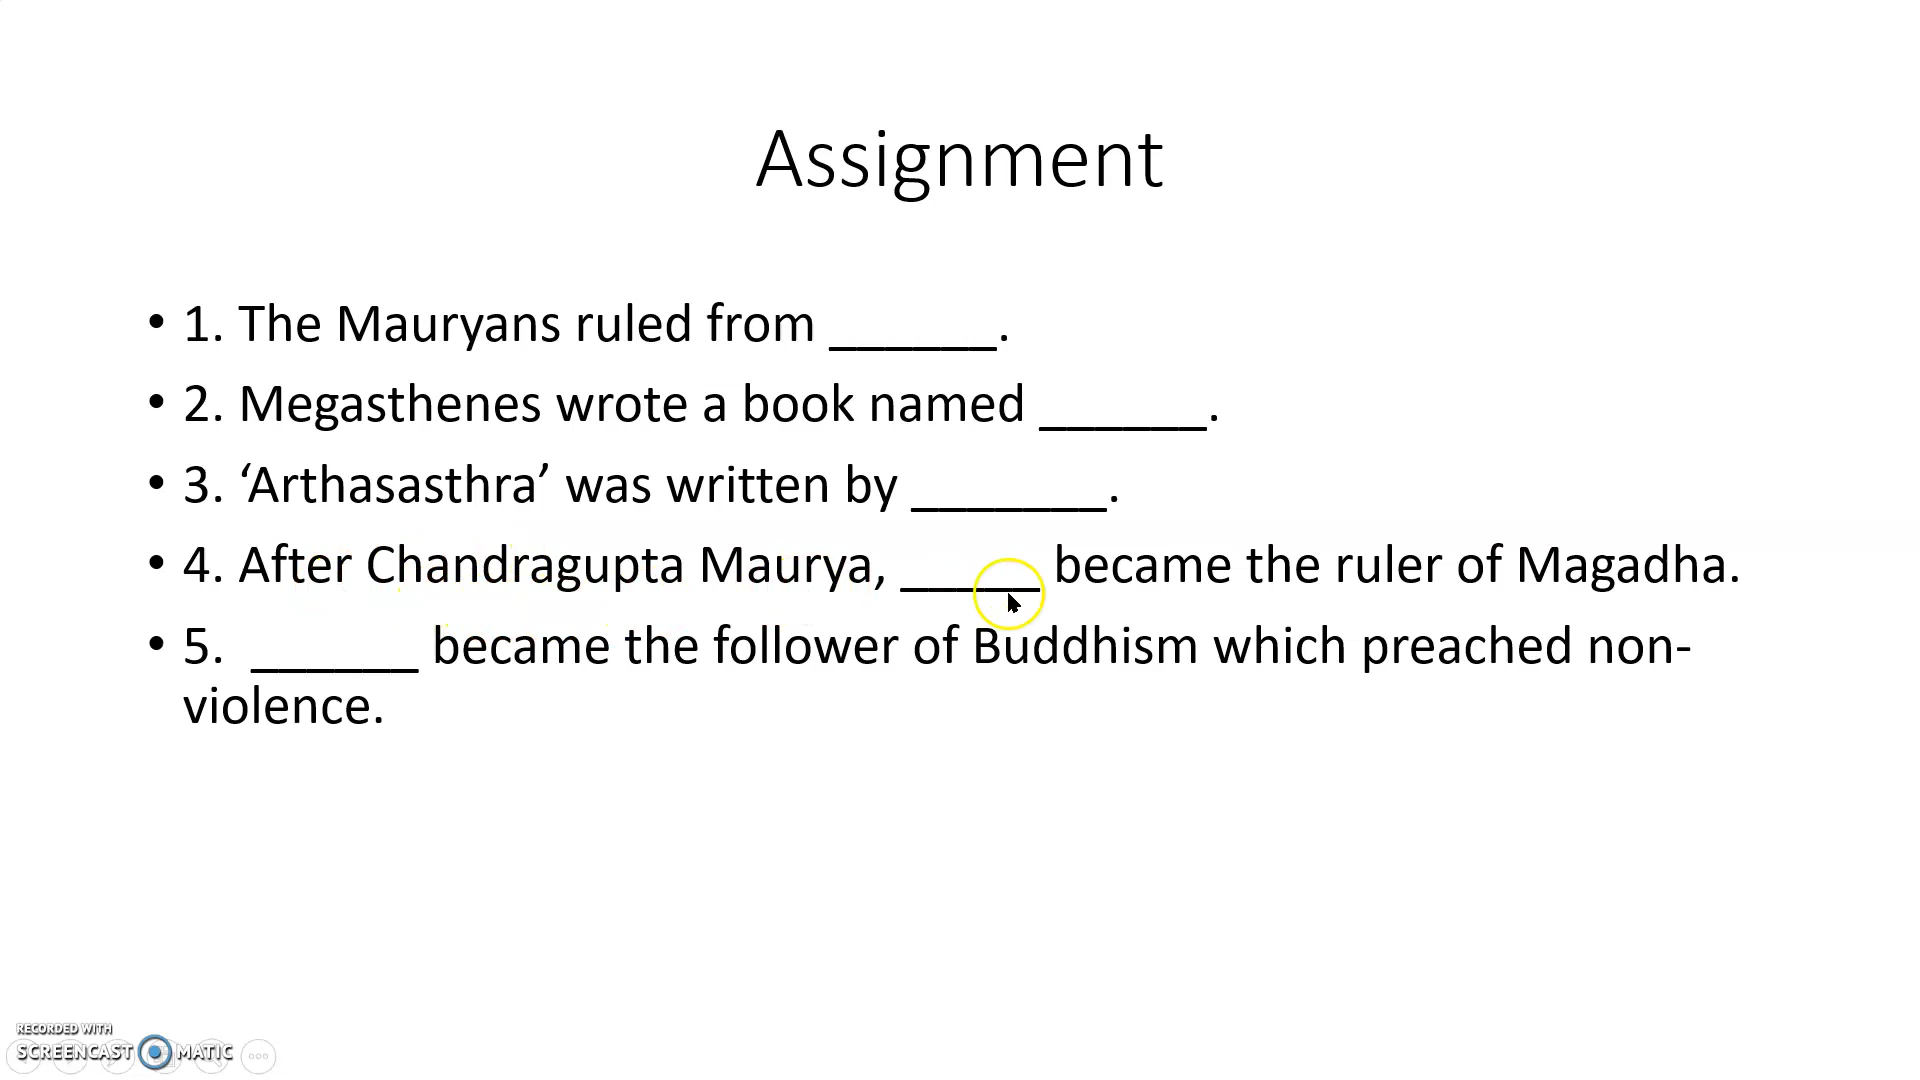 Assignment
• 1. The Mauryans ruled from ______.
• 2. Megasthenes wrote a book named ______.
• 3. ‘Arthasasthra’ was written by _______.
• 4. After Chandragupta Maurya, _____ became the ruler of Magadha.
• 5.  ______ became the follower of Buddhism which preached non-
violence.
RECORDED WITH
SCREENCAST MATIC